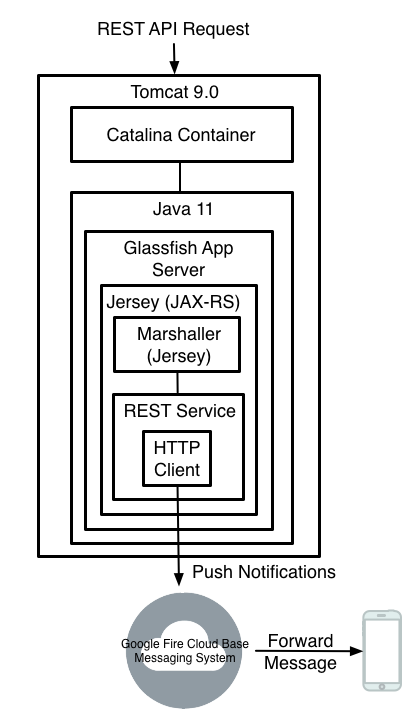 REST API Request
Tomcat 9.0
Catalina Container
Java 11
Glassfish App
Server
Jersey (JAX-RS)
Marshaller
(Jersey)
REST Service
HTTP
Client
Push Notifications
Google Fire Cloud Base
Messaging System
Forward
Message